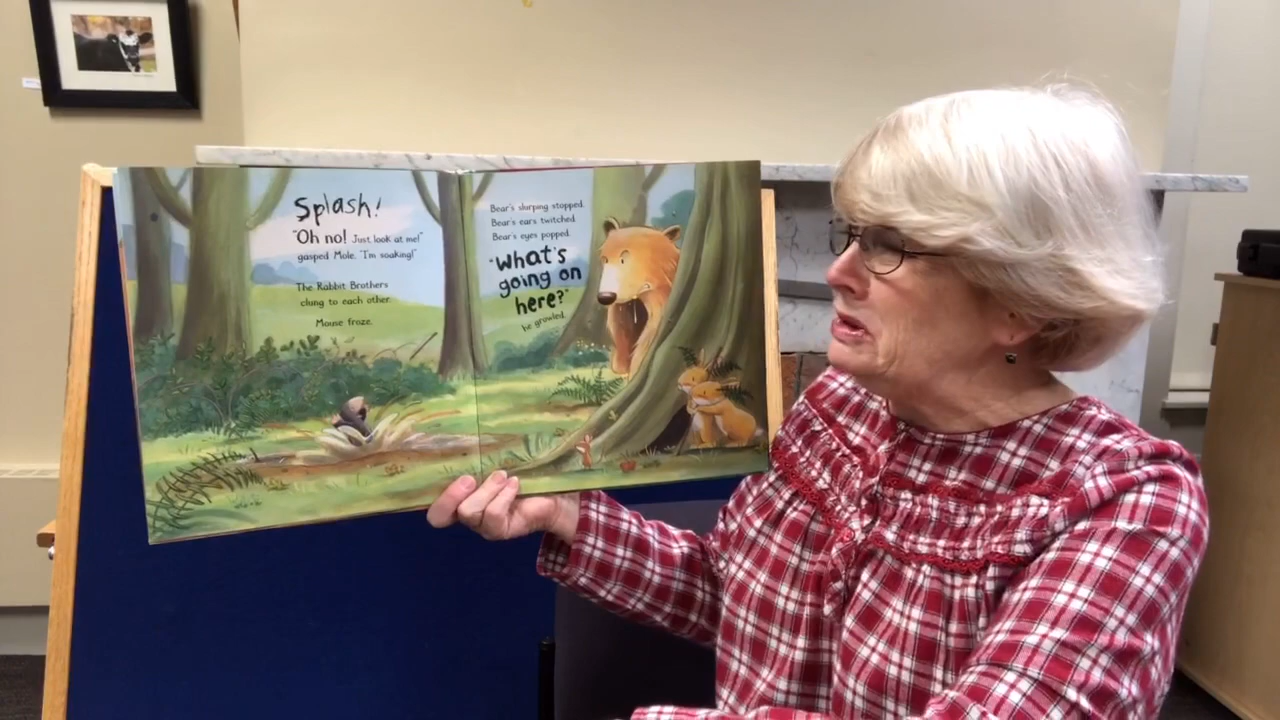 Splash!
"Oh no! Just look at me!"
gasped Mole. "I'm soaking!"
The Rabbit Brothers
clung to each other.
Mouse froze.
Bear's slurping stopped.
Bear's ears twitched.
Bear's eyes popped.
"What's
going on
here?"
he growled.